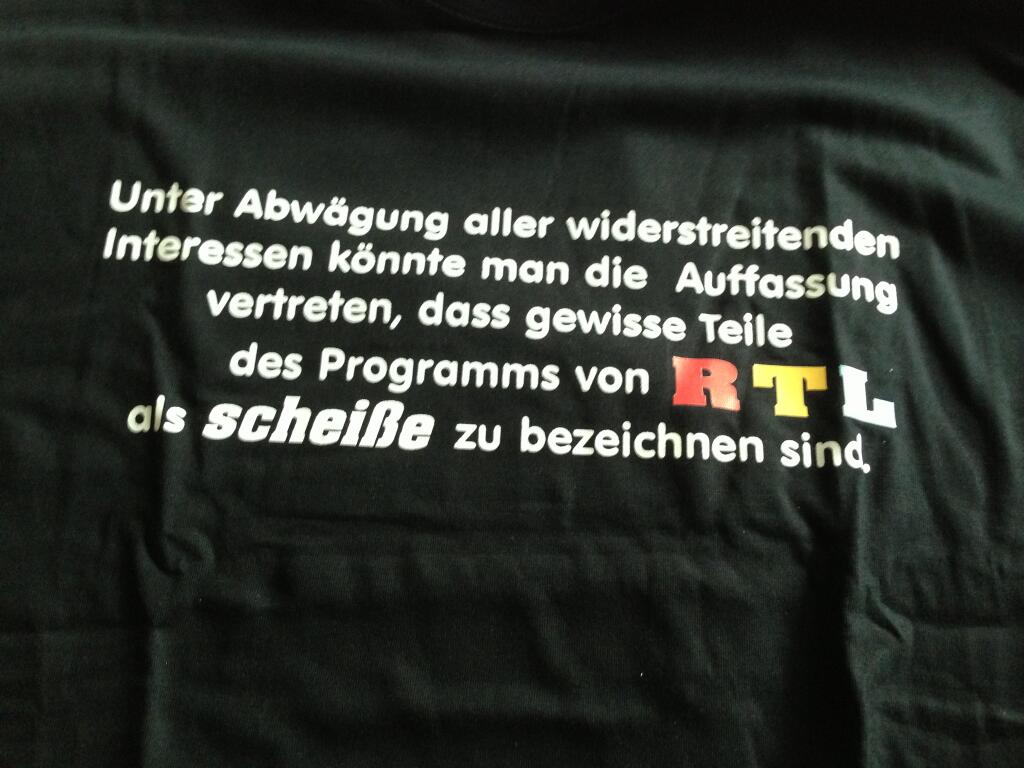 Unter Abwägung aller widerstreitenden
Interessen könnte man die Auffassung
vertreten, dass gewisse Teile
des Programms von RTL
als scheiße zu bezeichnen sind.